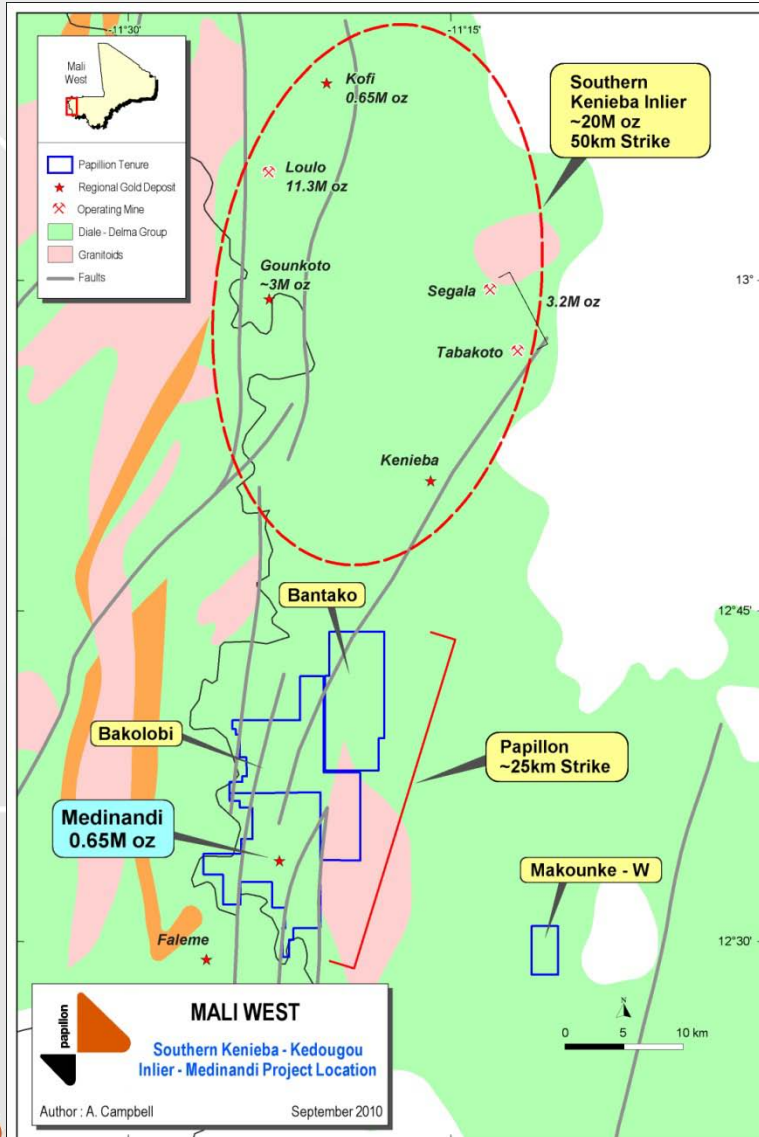 -11°30'
-11°15'
Mali
West
Papillion Tenure
Regional Gold Deposit
Operating Mine
Diale - Delma Group
Granitoids
Faults
Kofi
0.65M oz
Loulo
11.3M oz
Gounkoto
~3M oz
Southern
Kenieba Inlier
~20M oz
50km Strike
13°
Segala
3.2M oz
Tabakoto
Kenieba
12°45'
Bantako
Bakolobi
Papillon
~25km Strike
Medinandi
0.65M oz
Makounke - W
Faleme
12°30'
N
0 5 10 km
papillon
MALI WEST
Southern Kenieba - Kedougou
Inlier - Medinandi Project Location
Author : A. Campbell
September 2010